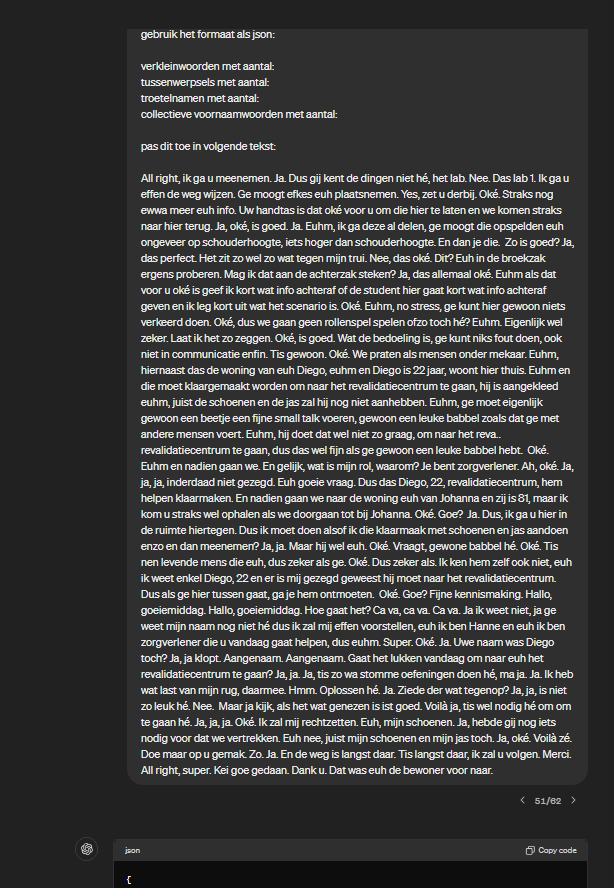 gebruik het formaat als json:
verkleinwoorden met aantal:
tussenwerpsels met aantal:
troetelnamen met aantal:
collectieve voornaamwoorden met aantal:
pas dit toe in volgende tekst:
All right, ik ga u meenemen. Ja. Dus gij kent de dingen niet hé, het lab. Nee. Das lab 1. Ik ga u
effen de weg wijzen. Ge moogt efkes euh plaatsnemen. Yes, zet u derbij. Oké. Straks nog
ewwa meer euh info. Uw handtas is dat oké voor u om die hier te laten en we komen straks
naar hier terug. Ja, oké, is goed. Ja. Euhm, ik ga deze al delen, ge moogt die opspelden euh
ongeveer op schouderhoogte, iets hoger dan schouderhoogte. En dan je die.  Zo is goed? Ja,
das perfect. Het zit zo wel zo wat tegen mijn trui. Nee, das oké. Dit? Euh in de broekzak
ergens proberen. Mag ik dat aan de achterzak steken? Ja, das allemaal oké. Euhm als dat
voor u oké is geef ik kort wat info achteraf of de student hier gaat kort wat info achteraf
geven en ik leg kort uit wat het scenario is. Oké. Euhm, no stress, ge kunt hier gewoon niets
verkeerd doen. Oké, dus we gaan geen rollenspel spelen ofzo toch hé? Euhm. Eigenlijk wel
zeker. Laat ik het zo zeggen. Oké, is goed. Wat de bedoeling is, ge kunt niks fout doen, ook
niet in communicatie enfin. Tis gewoon. Oké. We praten als mensen onder mekaar. Euhm,
hiernaast das de woning van euh Diego, euhm en Diego is 22 jaar, woont hier thuis. Euhm en
die moet klaargemaakt worden om naar het revalidatiecentrum te gaan, hij is aangekleed
euhm, juist de schoenen en de jas zal hij nog niet aanhebben. Euhm, ge moet eigenlijk
gewoon een beetje een fijne small talk voeren, gewoon een leuke babbel zoals dat ge met
andere mensen voert. Euhm, hij doet dat wel niet zo graag, om naar het reva..
revalidatiecentrum te gaan, dus das wel fijn als ge gewoon een leuke babbel hebt.  Oké.
Euhm en nadien gaan we. En gelijk, wat is mijn rol, waarom? Je bent zorgverlener. Ah, oké. Ja,
ja, ja, inderdaad niet gezegd. Euh goeie vraag. Dus das Diego, 22, revalidatiecentrum, hem
helpen klaarmaken. En nadien gaan we naar de woning euh van Johanna en zij is 81, maar ik
kom u straks wel ophalen als we doorgaan tot bij Johanna. Oké. Goe?  Ja. Dus, ik ga u hier in
de ruimte hiertegen. Dus ik moet doen alsof ik die klaarmaak met schoenen en jas aandoen
enzo en dan meenemen? Ja, ja. Maar hij wel euh. Oké. Vraagt, gewone babbel hé. Oké. Tis
nen levende mens die euh, dus zeker als ge. Oké. Dus zeker als. Ik ken hem zelf ook niet, euh
ik weet enkel Diego, 22 en er is mij gezegd geweest hij moet naar het revalidatiecentrum.
Dus als ge hier tussen gaat, ga je hem ontmoeten.  Oké. Goe? Fijne kennismaking. Hallo,
goeiemiddag. Hallo, goeiemiddag. Hoe gaat het? Ca va, ca va. Ca va. Ja ik weet niet, ja ge
weet mijn naam nog niet hé dus ik zal mij effen voorstellen, euh ik ben Hanne en euh ik ben
zorgverlener die u vandaag gaat helpen, dus euhm. Super. Oké. Ja. Uwe naam was Diego
toch? Ja, ja klopt. Aangenaam. Aangenaam. Gaat het lukken vandaag om naar euh het
revalidatiecentrum te gaan? Ja, ja. Ja, tis zo wa stomme oefeningen doen hé, ma ja. Ja. Ik heb
wat last van mijn rug, daarmee. Hmm. Oplossen hé. Ja. Ziede der wat tegenop? Ja, ja, is niet
zo leuk hé. Nee.  Maar ja kijk, als het wat genezen is ist goed. Voilà ja, tis wel nodig hé om om
te gaan hé. Ja, ja, ja. Oké. Ik zal mij rechtzetten. Euh, mijn schoenen. Ja, hebde gij nog iets
nodig voor dat we vertrekken. Euh nee, juist mijn schoenen en mijn jas toch. Ja, oké. Voilà zé.
Doe maar op u gemak. Zo. Ja. En de weg is langst daar. Tis langst daar, ik zal u volgen. Merci.
All right, super. Kei goe gedaan. Dank u. Dat was euh de bewoner voor naar.
51/62
json
Copy code
{